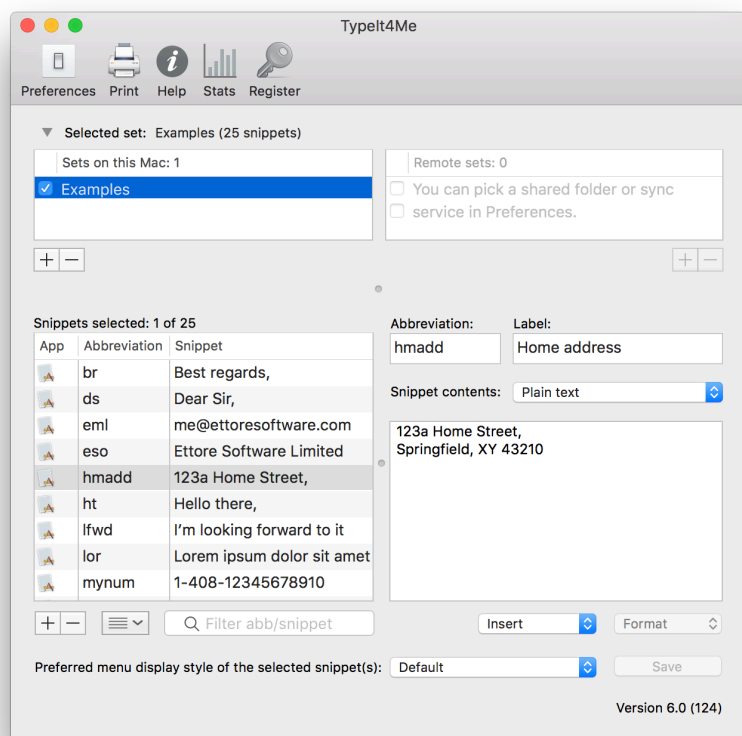 TypeIt4Me
Preferences Print Help Stats Register
Selected set: Examples (25 snippets)
Sets on this Mac: 1
Examples
Remote sets: 0
You can pick a shared folder or sync
service in Preferences.
Snippets selected: 1 of 25
App Abbreviation Snippet
br Best regards,
ds Dear Sir,
eml me@ettoresoftware.com
eso Ettore Software Limited
hmadd 123a Home Street,
ht Hello there,
lfwd I’m looking forward to it
lor Lorem ipsum dolor sit amet
mynum 1-408-12345678910
Filter abb/snippet
Abbreviation: Label:
hmadd Home address
Snippet contents: Plain text
123a Home Street,
Springfield, XY 43210
Insert Format
Preferred menu display style of the selected snippet(s): Default Save
Version 6.0 (124)